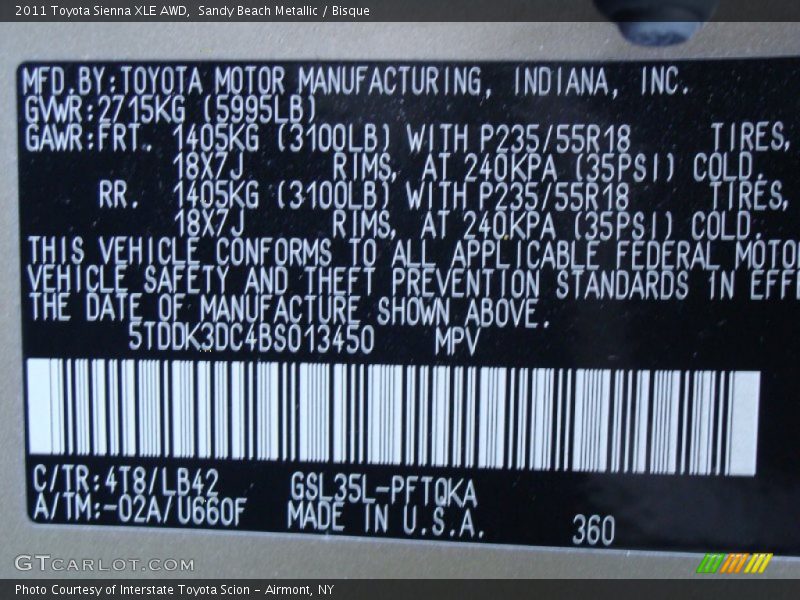 2011 Toyota Sienna XLE AWD, Sandy Beach Metallic / Bisque
MFD.BY:TOYOTA MOTOR MANUFACTURING, INDIANA, INC.
GVWR:2715KG (5995LB)
GAWR:FRT. 1405KG (3100LB) WITH P235/55R18 TIRES,
18X7J RIMS, AT 240KPA (35PSI) COLD.
RR. 1405KG (3100LB) WITH P235/55R18 TIRES,
18X7J RIMS, AT 240KPA (35PSI) COLD.
THIS VEHICLE CONFORMS TO ALL APPLICABLE FEDERAL MOTO
VEHICLE SAFETY AND THEFT PREVENTION STANDARDS IN EFF
THE DATE OF MANUFACTURE SHOWN ABOVE.
5TDDK3DC4BS013450 MPV
C/TR:4T8/LB42 GSL35L-PFTQKA
A/TM:-02A/U660F MADE IN U.S.A. 360
GTCARLOT.COM
Photo Courtesy of Interstate Toyota Scion - Airmont, NY